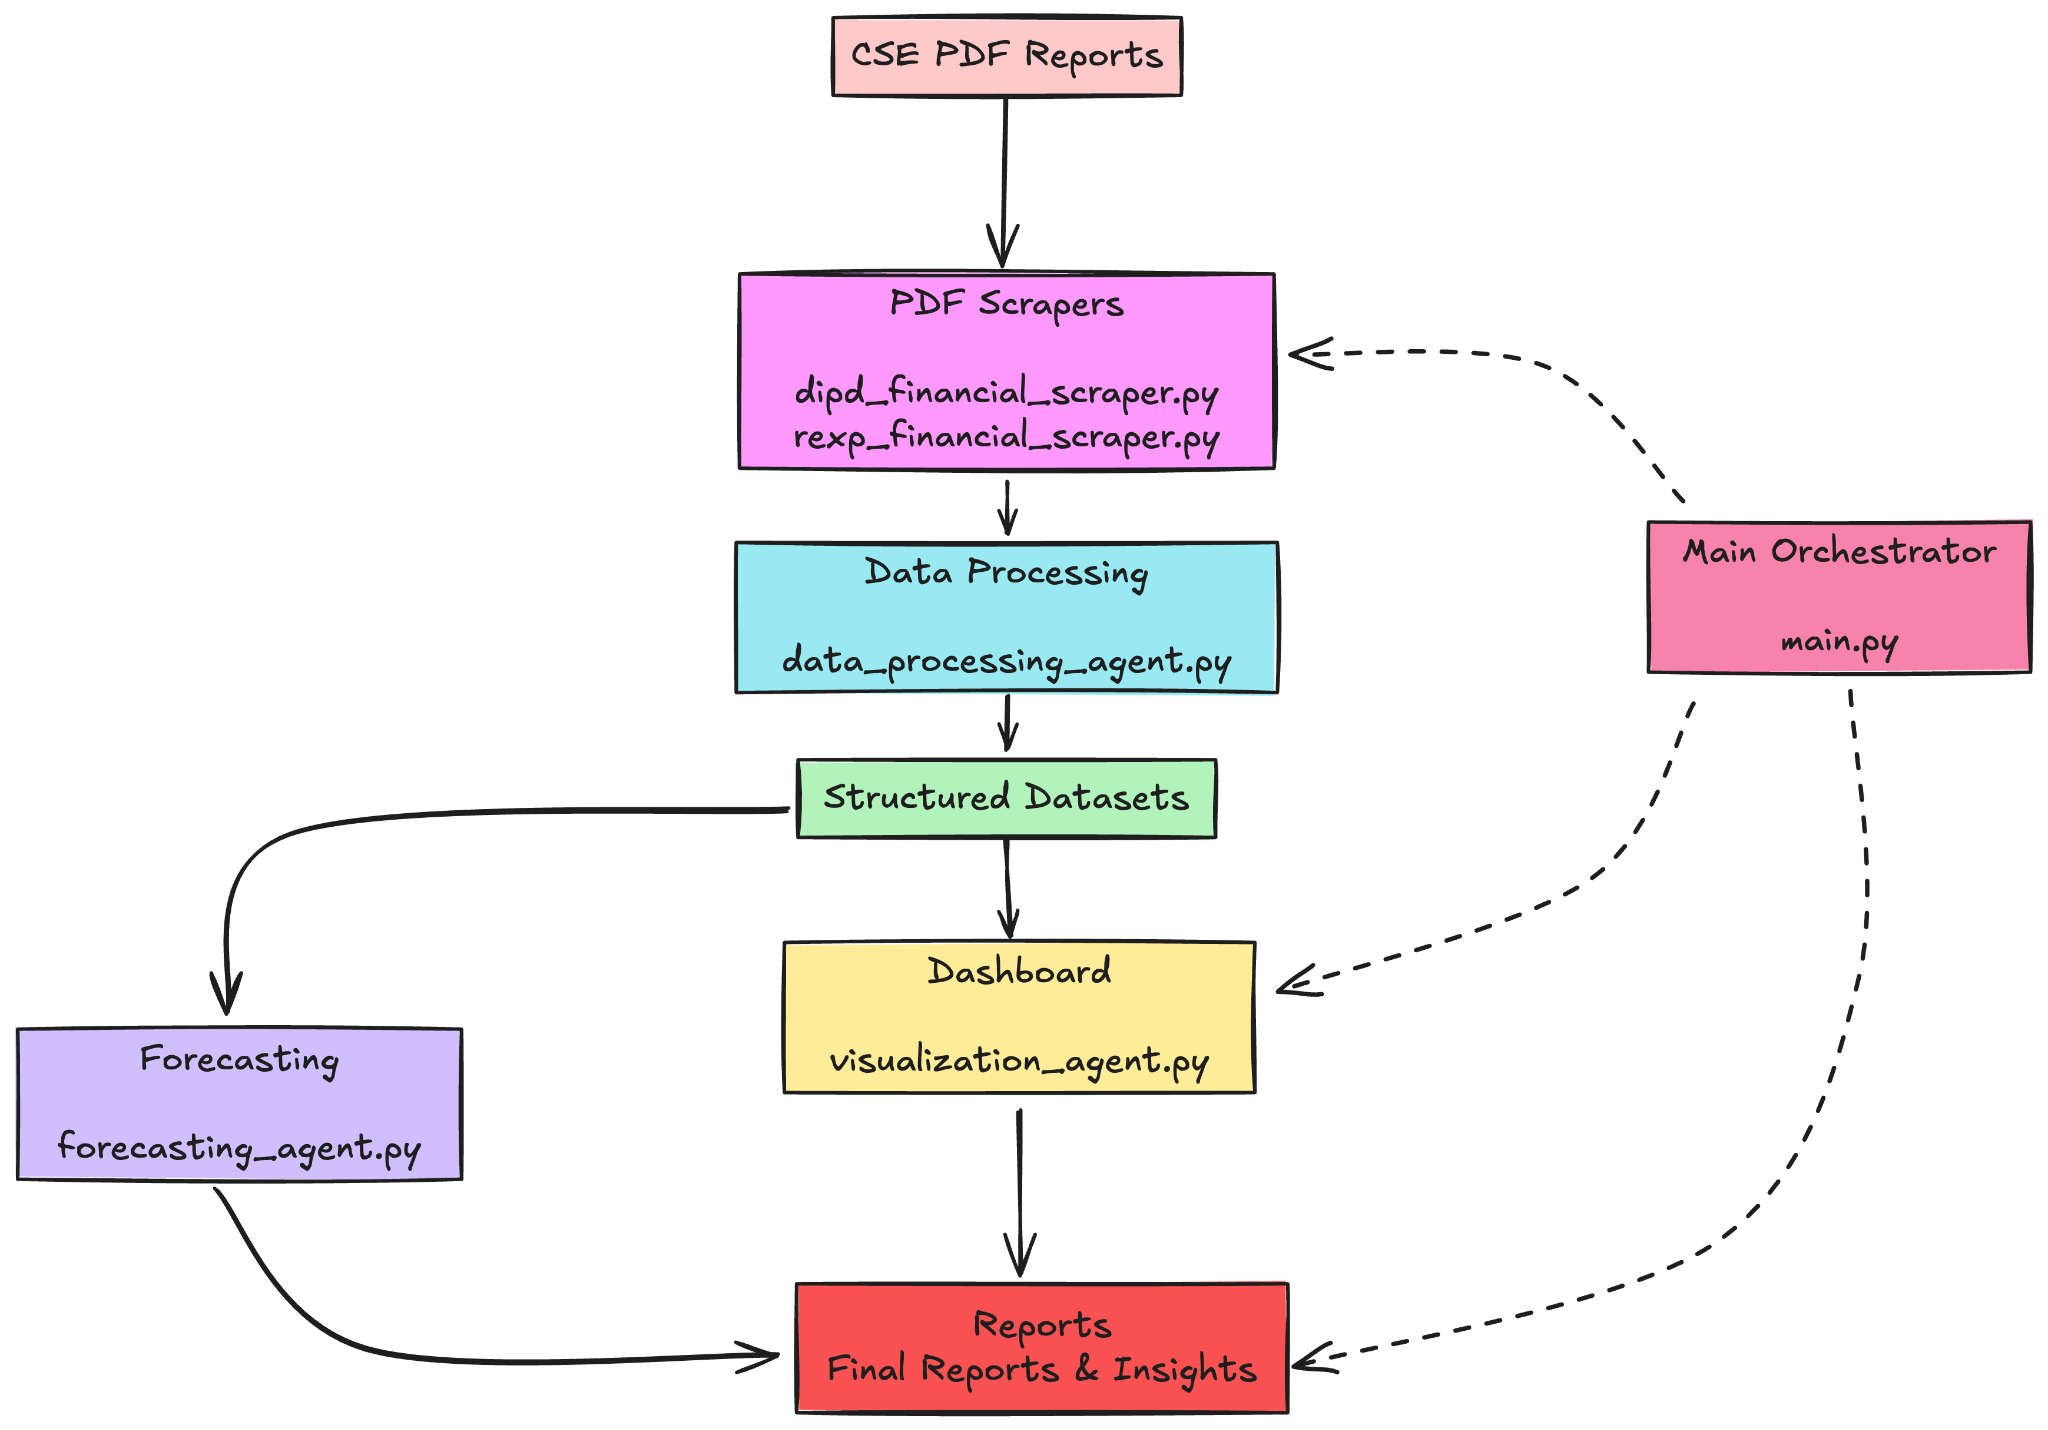 CSE PDF Reports
PDF Scrapers
dipd_financial_scraper.py
rexp_financial_scraper.py
Data Processing
data_processing_agent.py
Main Orchestrator
main.py
Structured Datasets
Dashboard
visualization_agent.py
Forecasting
forecasting_agent.py
Reports
Final Reports & Insights